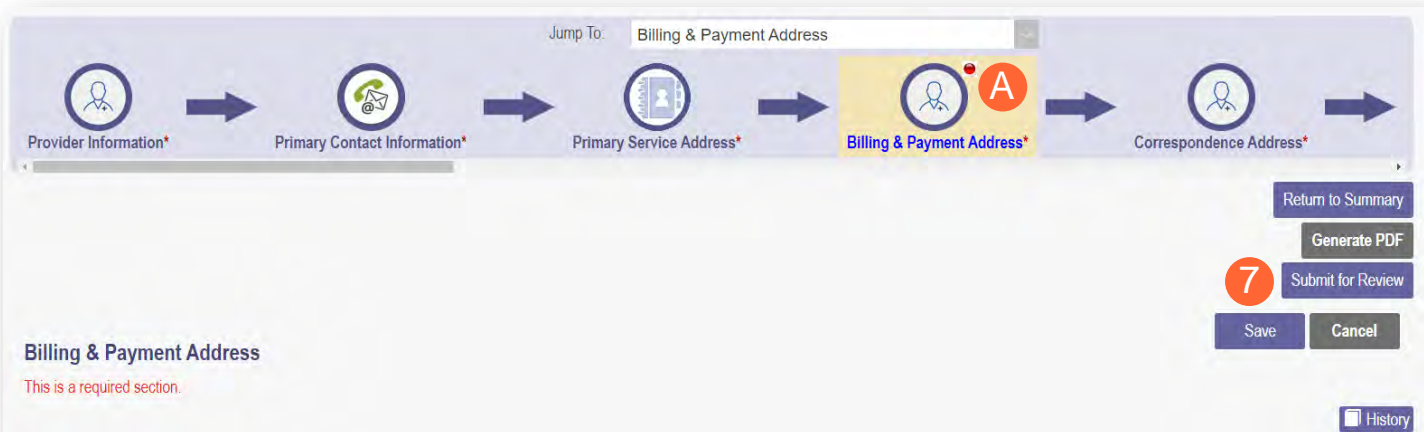 Jump To: Billing & Payment Address
A
@
Provider Information* Primary Contact Information* Primary Service Address* Billing & Payment Address* Correspondence Address*
Return to Summary
Generate PDF
7 Submit for Review
Save Cancel
Billing & Payment Address
This is a required section.
History